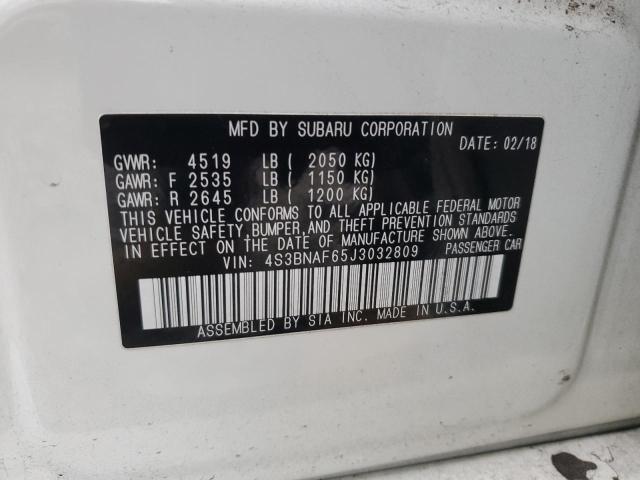 MFD BY SUBARU CORPORATION
DATE: 02/18
GVWR: 4519 LB ( 2050 KG)
GAWR: F 2535 LB ( 1150 KG)
GAWR: R 2645 LB ( 1200 KG)
THIS VEHICLE CONFORMS TO ALL APPLICABLE FEDERAL MOTOR
VEHICLE SAFETY,BUMPER,AND THEFT PREVENTION STANDARDS
IN EFFECT ON THE DATE OF MANUFACTURE SHOWN ABOVE.
VIN: 4S3BNAF65J3032809 PASSENGER CAR
ASSEMBLED BY SIA INC. MADE IN U.S.A.